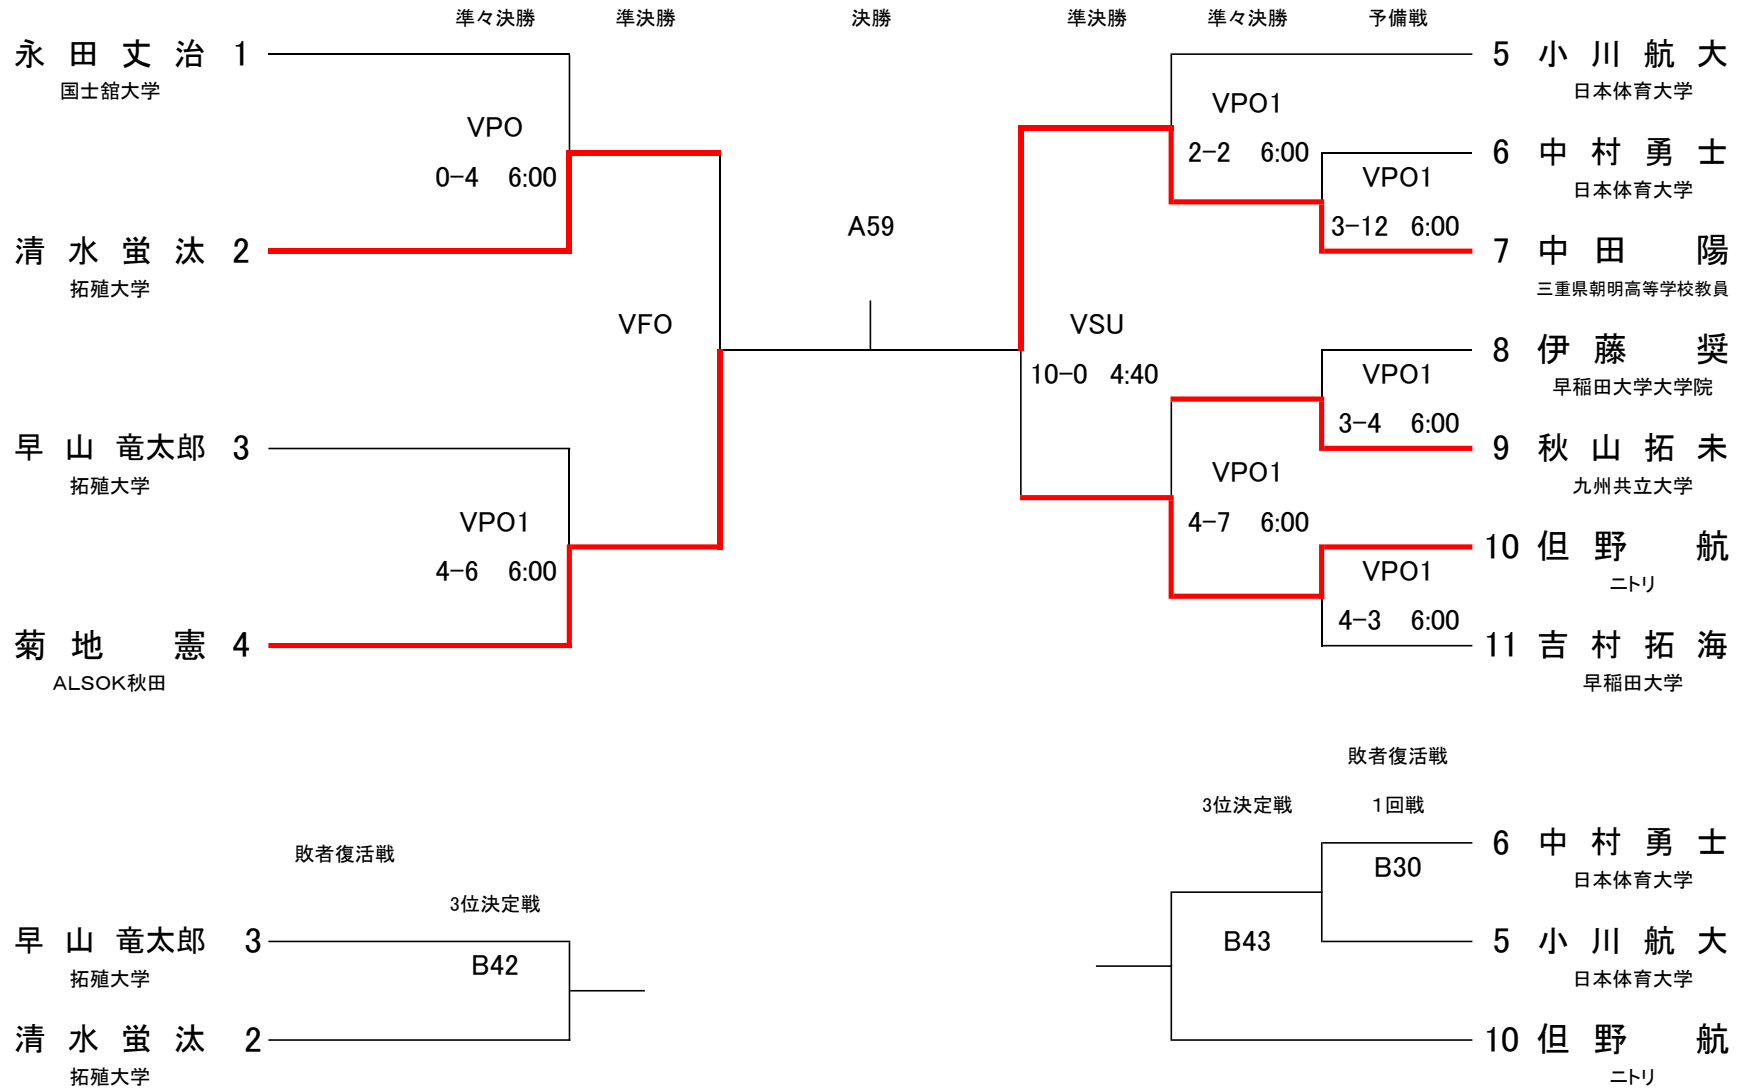 準々決勝 準決勝 決勝 準決勝 準々決勝 予備戦
永田丈治 1
国士舘大学
5 小川航大
日本体育大学
VPO
0-4 6:00
VPO1
2-2 6:00
6 中村勇士
日本体育大学
VPO1
3-12 6:00
清水蛍汰 2
拓殖大学
A59
7 中田 陽
三重県朝明高等学校教員
VFO
VSU
10-0 4:40
8 伊藤 奨
早稲田大学大学院
VPO1
3-4 6:00
早山竜太郎 3
拓殖大学
9 秋山拓未
九州共立大学
VPO1
4-6 6:00
VPO1
4-7 6:00
10 但野 航
ニトリ
VPO1
4-3 6:00
菊地 憲 4
ALSOK秋田
11 吉村拓海
早稲田大学
敗者復活戦
3位決定戦 1回戦
6 中村勇士
日本体育大学
B30
敗者復活戦
3位決定戦
早山竜太郎 3
拓殖大学
B42
B43
5 小川航大
日本体育大学
清水蛍汰 2
拓殖大学
10 但野 航
ニトリ